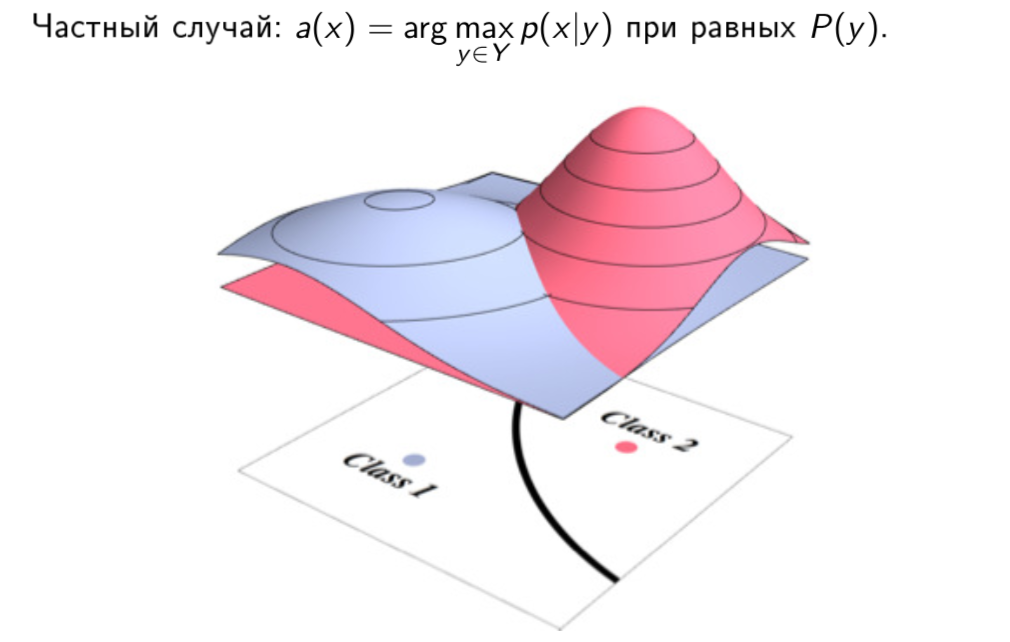 Частный случай: a(x) = arg max p(x|y) при равных P(y).
y∈Y
Class 2
Class 1